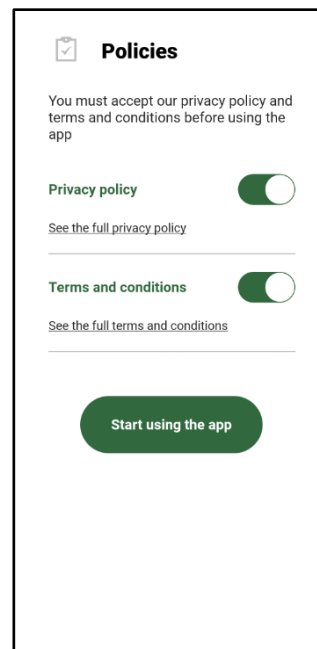 Policies
You must accept our privacy policy and
terms and conditions before using the
app
Privacy policy
See the full privacy policy
Terms and conditions
See the full terms and conditions
Start using the app